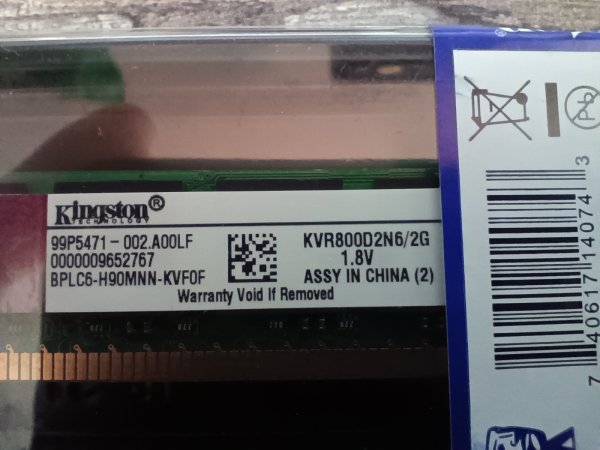 Kingston®
TECHNOLOGY
99P5471-002.A00LF
0000009652767
BPLC6-H90MNN-KVF0F
KVR800D2N6/2G
1.8V
ASSY IN CHINA (2)
Warranty Void If Removed
Pb
7 40617 14074 3